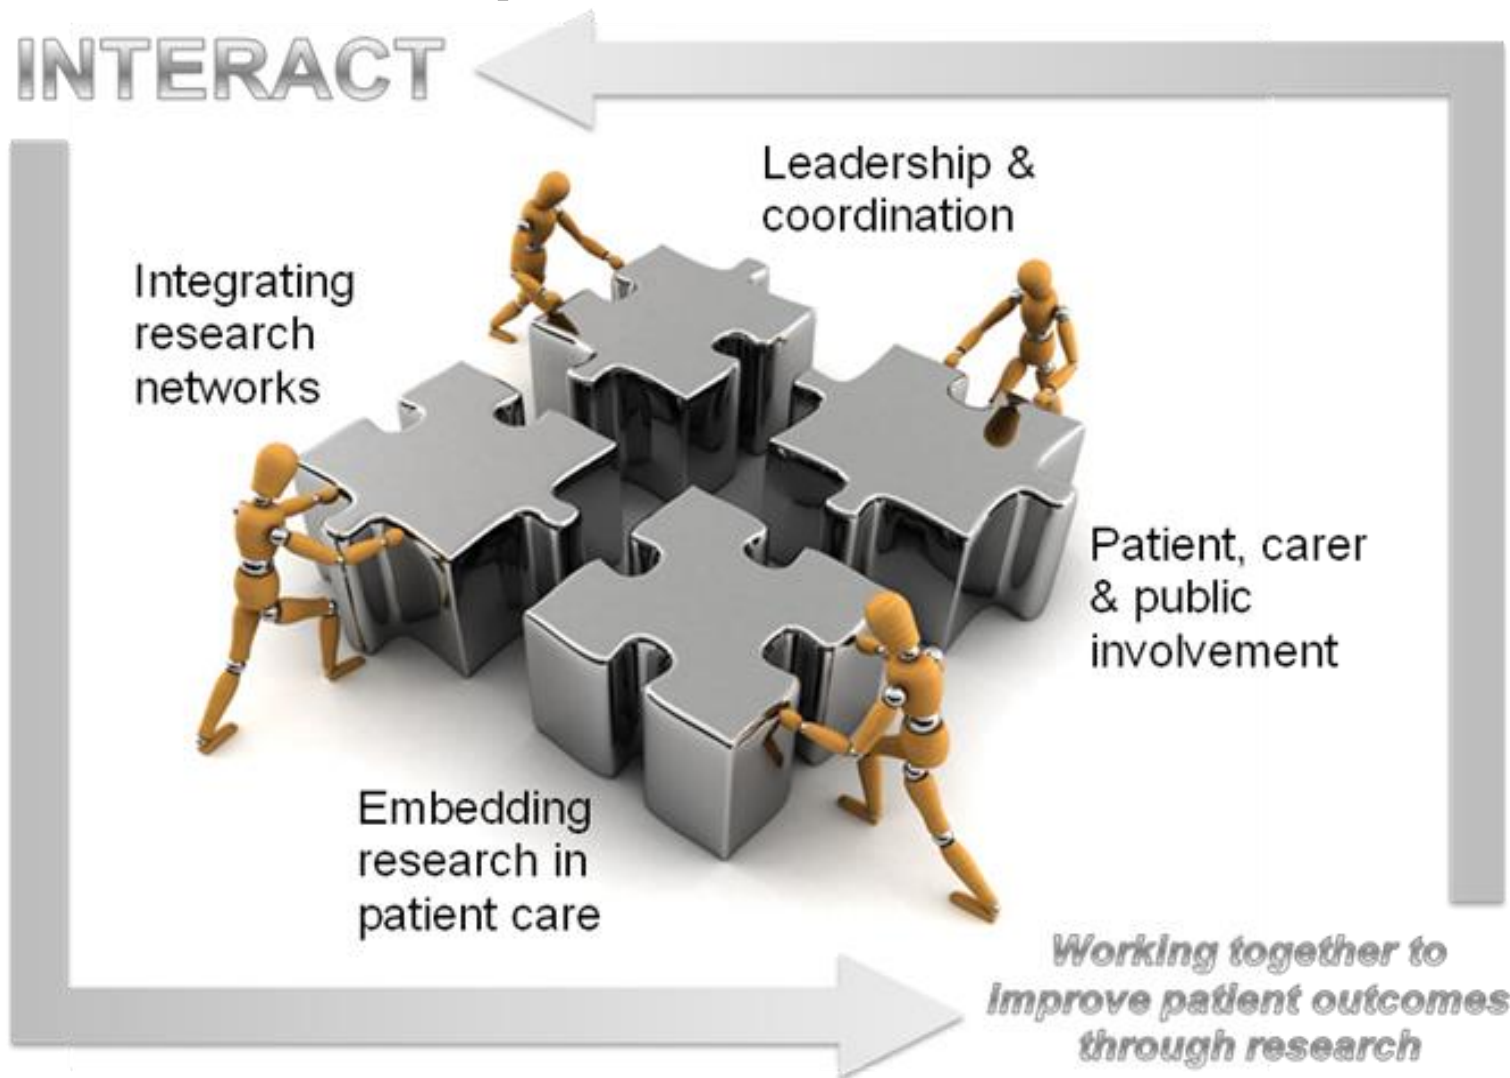 INTERACT
Leadership &
coordination
Integrating
research
networks
Patient, carer
& public
involvement
Embedding
research in
patient care
Working together to
improve patient outcomes
through research